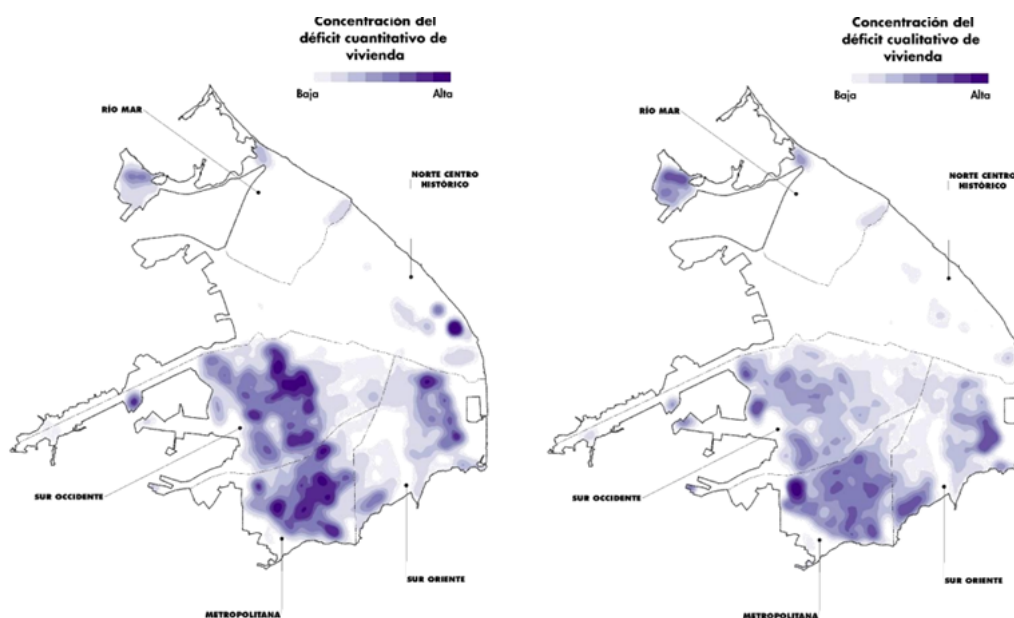 Concentración del
déficit cuantitativo de
vivienda
Baja
Alta
RÍO MAR
NORTE CENTRO
HISTÓRICO
SUR OCCIDENTE
SUR ORIENTE
METROPOLITANA
Concentración del
déficit cualitativo de
vivienda
Baja
Alta
RÍO MAR
NORTE CENTRO
HISTÓRICO
SUR OCCIDENTE
SUR ORIENTE
METROPOLITANA